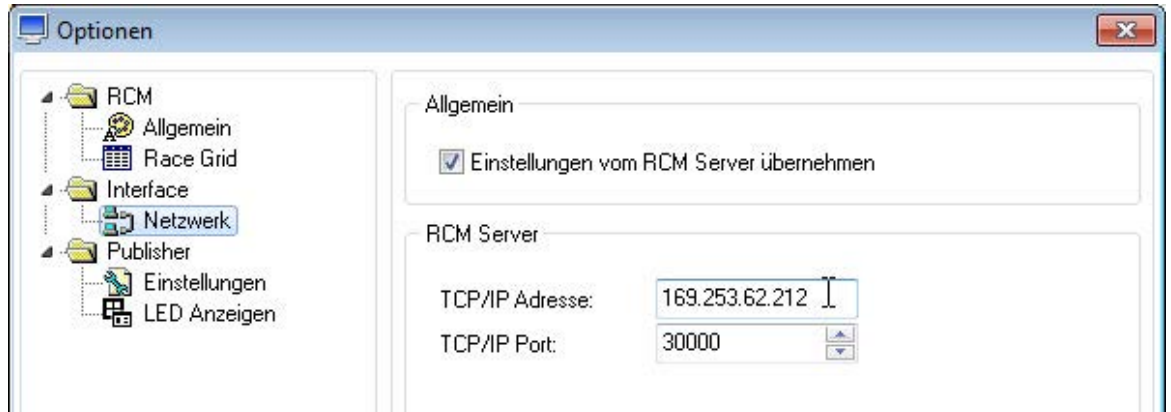 Optionen
RCM
Allgemein
Race Grid
Interface
Netzwerk
Publisher
Einstellungen
LED Anzeigen
Allgemein
Einstellungen vom RCM Server übernehmen
RCM Server
TCP/IP Adresse: 169.253.62.212
TCP/IP Port: 30000